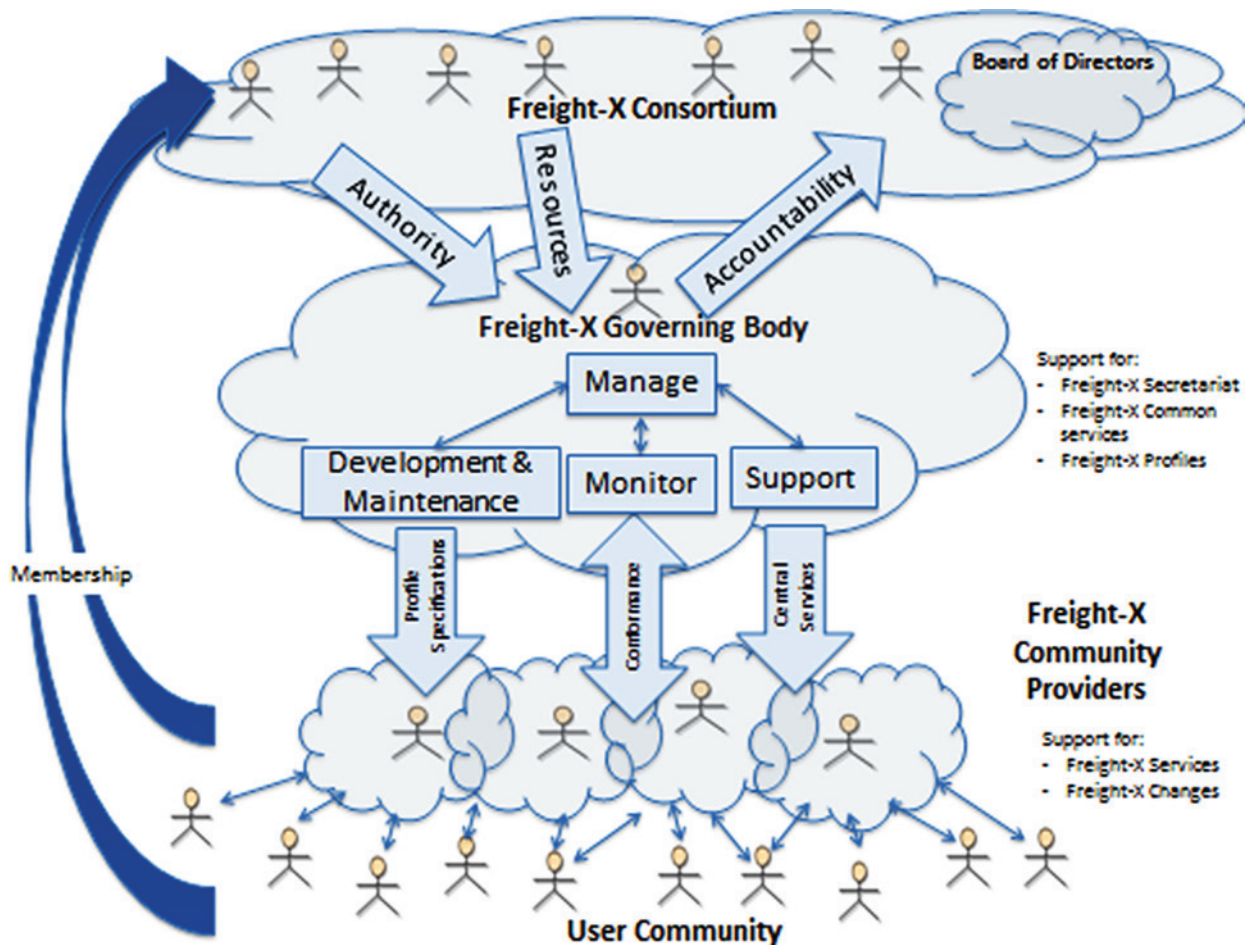 Board of Directors
Freight-X Consortium
Authority
Resources
Accountability
Freight-X Governing Body
Manage
Development &
Maintenance
Monitor
Support
Support for:
- Freight-X Secretariat
- Freight-X Common
services
- Freight-X Profiles
Membership
Profile
Specifications
Conformance
Central
Services
Freight-X
Community
Providers
Support for:
- Freight-X Services
- Freight-X Changes
User Community